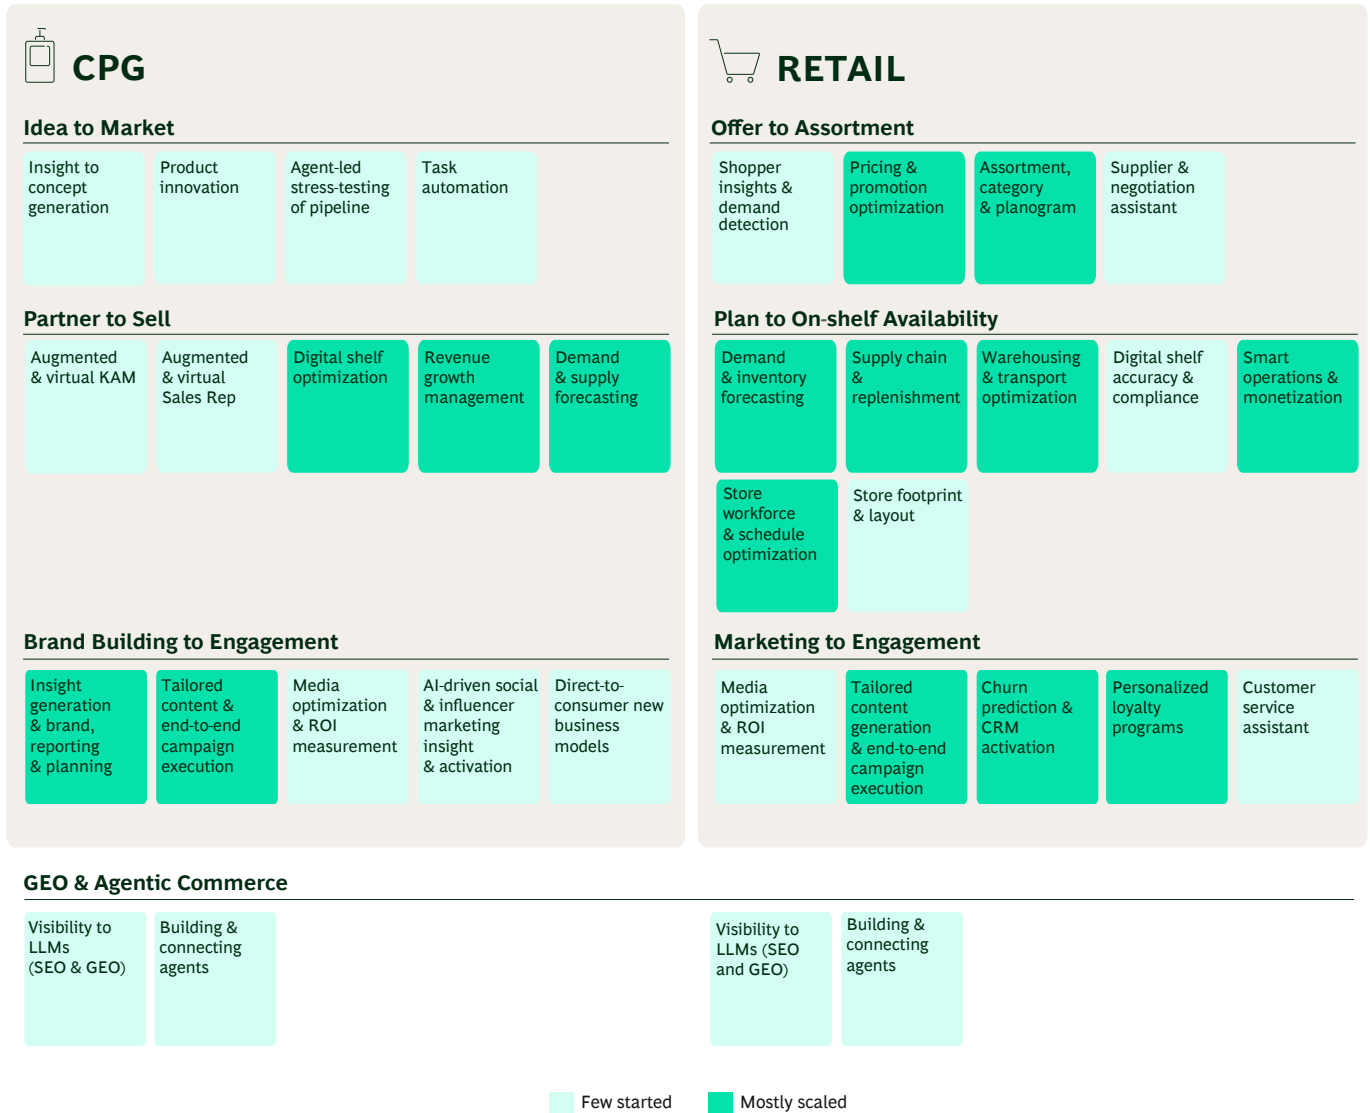 CPG
Idea to Market
Insight to
concept
generation
Product
innovation
Agent-led
stress-testing
of pipeline
Task
automation
Partner to Sell
Augmented
& virtual KAM
Augmented
& virtual
Sales Rep
Digital shelf
optimization
Revenue
growth
management
Demand
& supply
forecasting
Brand Building to Engagement
Insight
generation
& brand,
reporting
& planning
Tailored
content &
end-to-end
campaign
execution
Media
optimization
& ROI
measurement
AI-driven social
& influencer
marketing
insight
& activation
Direct-to-
consumer new
business
models
RETAIL
Offer to Assortment
Shopper
insights &
demand
detection
Pricing &
promotion
optimization
Assortment,
category
& planogram
Supplier &
negotiation
assistant
Plan to On-shelf Availability
Demand
& inventory
forecasting
Supply chain
&
replenishment
Warehousing
& transport
optimization
Digital shelf
accuracy &
compliance
Smart
operations &
monetization
Store
workforce
& schedule
optimization
Store footprint
& layout
Marketing to Engagement
Media
optimization
& ROI
measurement
Tailored
content
generation
& end-to-end
campaign
execution
Churn
prediction &
CRM
activation
Personalized
loyalty
programs
Customer
service
assistant
GEO & Agentic Commerce
Visibility to
LLMs
(SEO & GEO)
Building &
connecting
agents
Visibility to
LLMs (SEO
and GEO)
Building &
connecting
agents
Few started
Mostly scaled